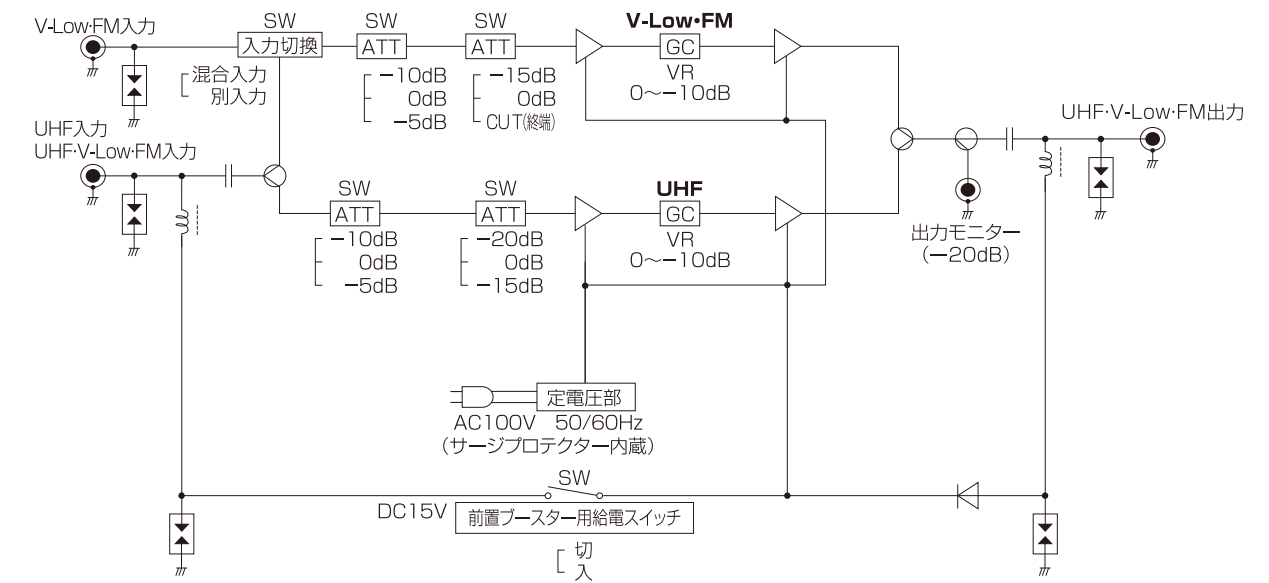 V-Low·FM入力
SW
入力切換
混合入力
別入力
SW
ATT
−10dB
0dB
−5dB
SW
ATT
−15dB
0dB
CUT(終端)
V-Low•FM
GC
VR
0〜−10dB
UHF·V-Low·FM出力
UHF入力
UHF·V-Low·FM入力
SW
ATT
−10dB
0dB
−5dB
SW
ATT
−20dB
0dB
−15dB
UHF
GC
VR
0〜−10dB
出力モニター
(−20dB)
定電圧部
AC100V 50/60Hz
(サージプロテクター内蔵)
SW
DC15V
前置ブースター用給電スイッチ
切
入